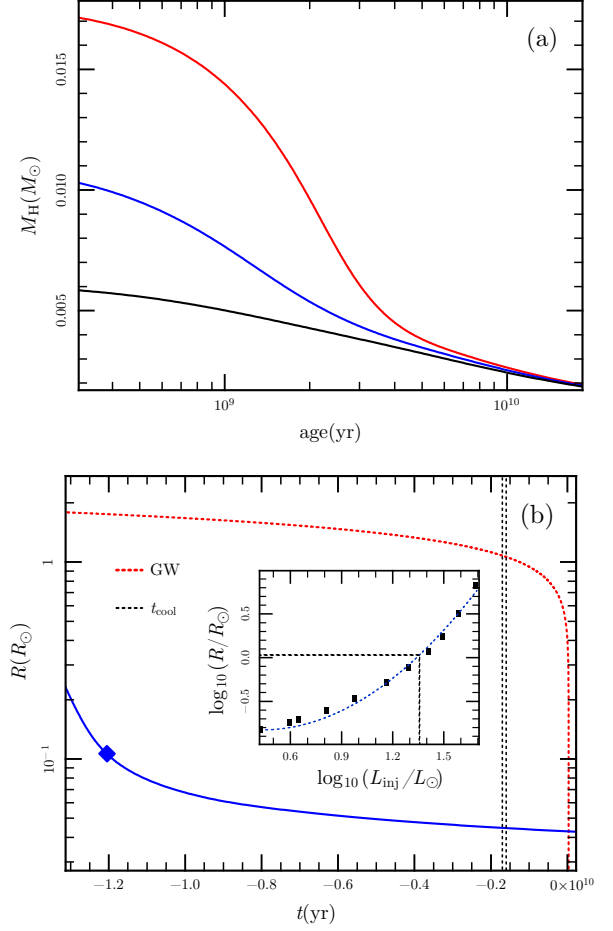 (a)
0.015
0.010
0.005
M_H(M_⊙)
10^9
10^10
age(yr)
(b)
1
10^−1
R(R_⊙)
GW
t_cool
0.5
0.0
−0.5
log_10(R/R_⊙)
0.6 0.9 1.2 1.5
log_10(L_inj/L_⊙)
−1.2 −1.0 −0.8 −0.6 −0.4 −0.2 0×10^10
t(yr)